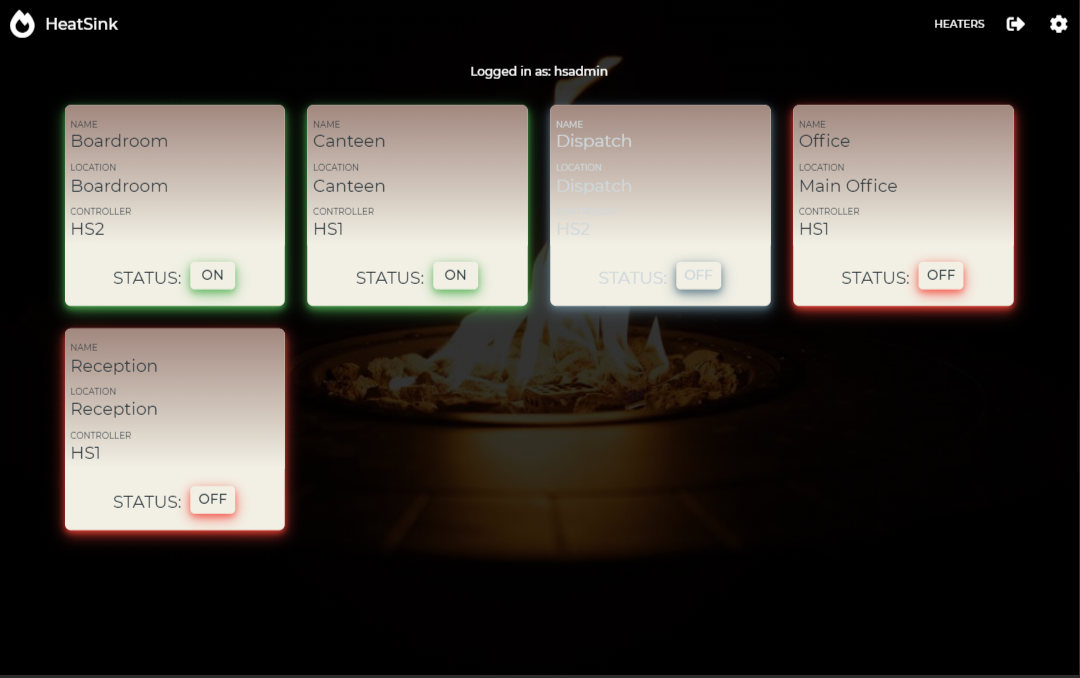 HeatSink
HEATERS
Logged in as: hsadmin
NAME
Boardroom
LOCATION
Boardroom
CONTROLLER
HS2
STATUS: ON
NAME
Canteen
LOCATION
Canteen
CONTROLLER
HS1
STATUS: ON
NAME
Dispatch
LOCATION
Dispatch
HS2
STATUS: OFF
NAME
Office
LOCATION
Main Office
CONTROLLER
HS1
STATUS: OFF
NAME
Reception
LOCATION
Reception
CONTROLLER
HS1
STATUS: OFF